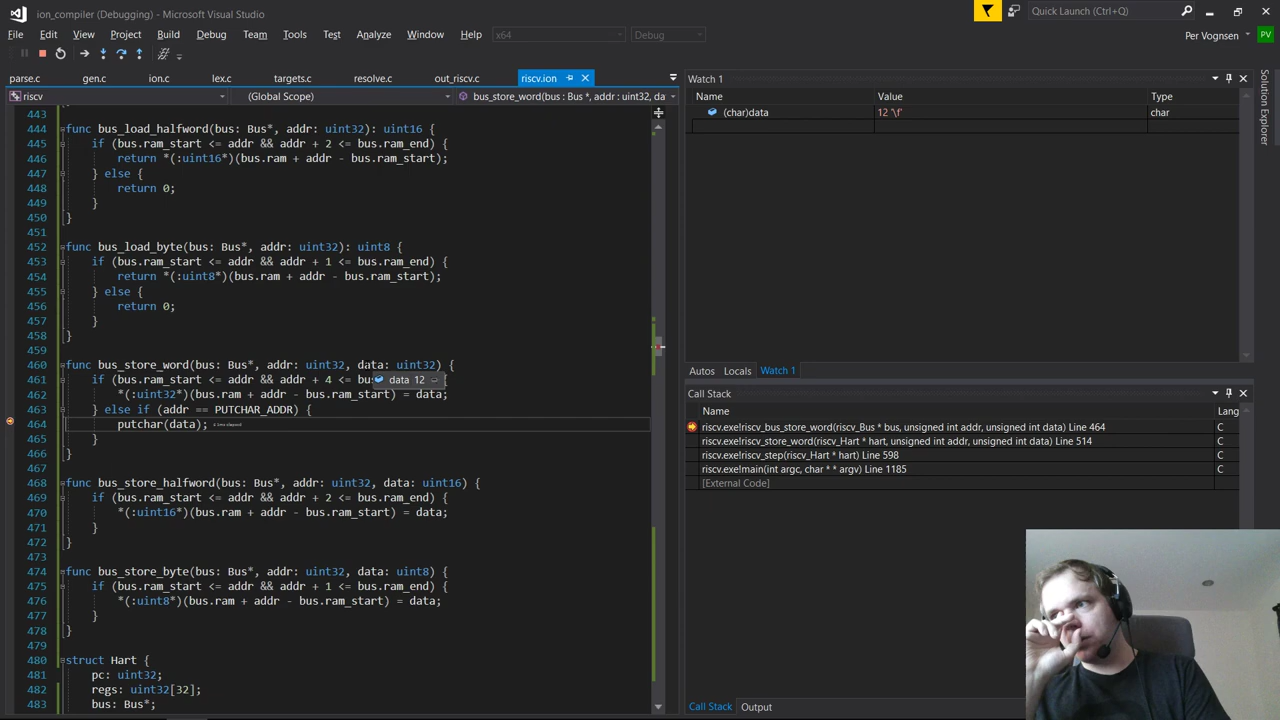 ion_compiler (Debugging) - Microsoft Visual Studio
Quick Launch (Ctrl+Q)
File Edit View Project Build Debug Team Tools Test Analyze Window Help x64 Debug
Per Vognsen PV
parse.c gen.c ion.c lex.c targets.c resolve.c out_riscv.c riscv.ion
riscv (Global Scope) bus_store_word(bus : Bus *, addr : uint32, da
443
444 func bus_load_halfword(bus: Bus*, addr: uint32): uint16 {
445 if (bus.ram_start <= addr && addr + 2 <= bus.ram_end) {
446 return *(:uint16*)(bus.ram + addr - bus.ram_start);
447 } else {
448 return 0;
449 }
450 }
451
452 func bus_load_byte(bus: Bus*, addr: uint32): uint8 {
453 if (bus.ram_start <= addr && addr + 1 <= bus.ram_end) {
454 return *(:uint8*)(bus.ram + addr - bus.ram_start);
455 } else {
456 return 0;
457 }
458 }
459
460 func bus_store_word(bus: Bus*, addr: uint32, data: uint32) {
461 if (bus.ram_start <= addr && addr + 4 <= bus
data 12
462 *(:uint32*)(bus.ram + addr - bus.ram_start) = data;
463 } else if (addr == PUTCHAR_ADDR) {
464 putchar(data);
465 }
466 }
467
468 func bus_store_halfword(bus: Bus*, addr: uint32, data: uint16) {
469 if (bus.ram_start <= addr && addr + 2 <= bus.ram_end) {
470 *(:uint16*)(bus.ram + addr - bus.ram_start) = data;
471 }
472 }
473
474 func bus_store_byte(bus: Bus*, addr: uint32, data: uint8) {
475 if (bus.ram_start <= addr && addr + 1 <= bus.ram_end) {
476 *(:uint8*)(bus.ram + addr - bus.ram_start) = data;
477 }
478 }
479
480 struct Hart {
481 pc: uint32;
482 regs: uint32[32];
483 bus: Bus*;
Watch 1
Name Value Type
(char)data 12 '\f' char
Autos Locals Watch 1
Call Stack
Name Lang
riscv.exe!riscv_bus_store_word(riscv_Bus * bus, unsigned int addr, unsigned int data) Line 464 C
riscv.exe!riscv_store_word(riscv_Hart * hart, unsigned int addr, unsigned int data) Line 514 C
riscv.exe!riscv_step(riscv_Hart * hart) Line 598 C
riscv.exe!main(int argc, char * * argv) Line 1185 C
[External Code]
Call Stack Output
Solution Explorer